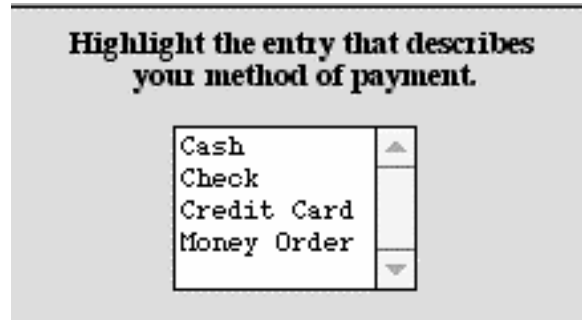 Highlight the entry that describes
your method of payment.
Cash
Check
Credit Card
Money Order